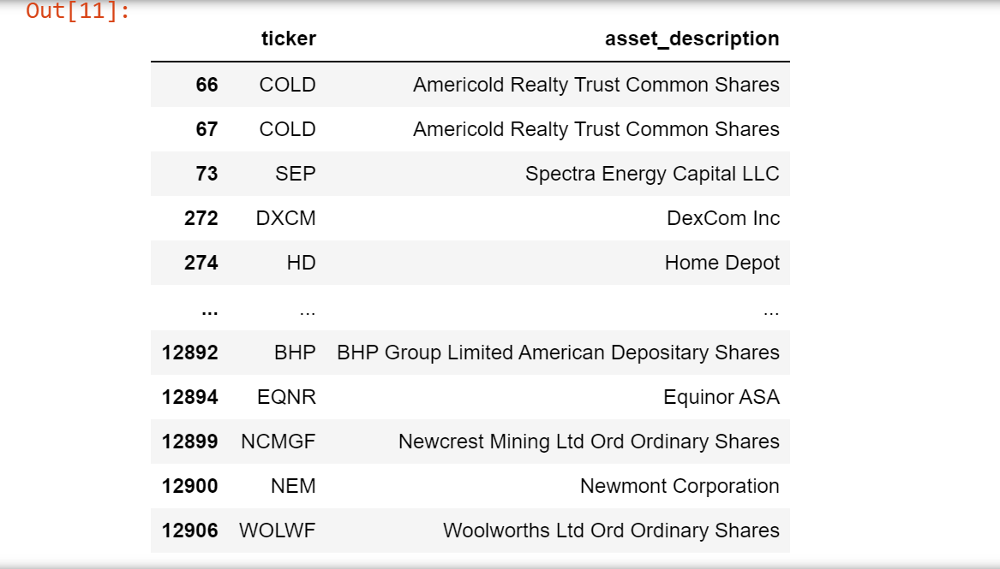 Out[11]:
ticker asset_description
66 COLD Americold Realty Trust Common Shares
67 COLD Americold Realty Trust Common Shares
73 SEP Spectra Energy Capital LLC
272 DXCM DexCom Inc
274 HD Home Depot
... ... ...
12892 BHP BHP Group Limited American Depositary Shares
12894 EQNR Equinor ASA
12899 NCMGF Newcrest Mining Ltd Ord Ordinary Shares
12900 NEM Newmont Corporation
12906 WOLWF Woolworths Ltd Ord Ordinary Shares